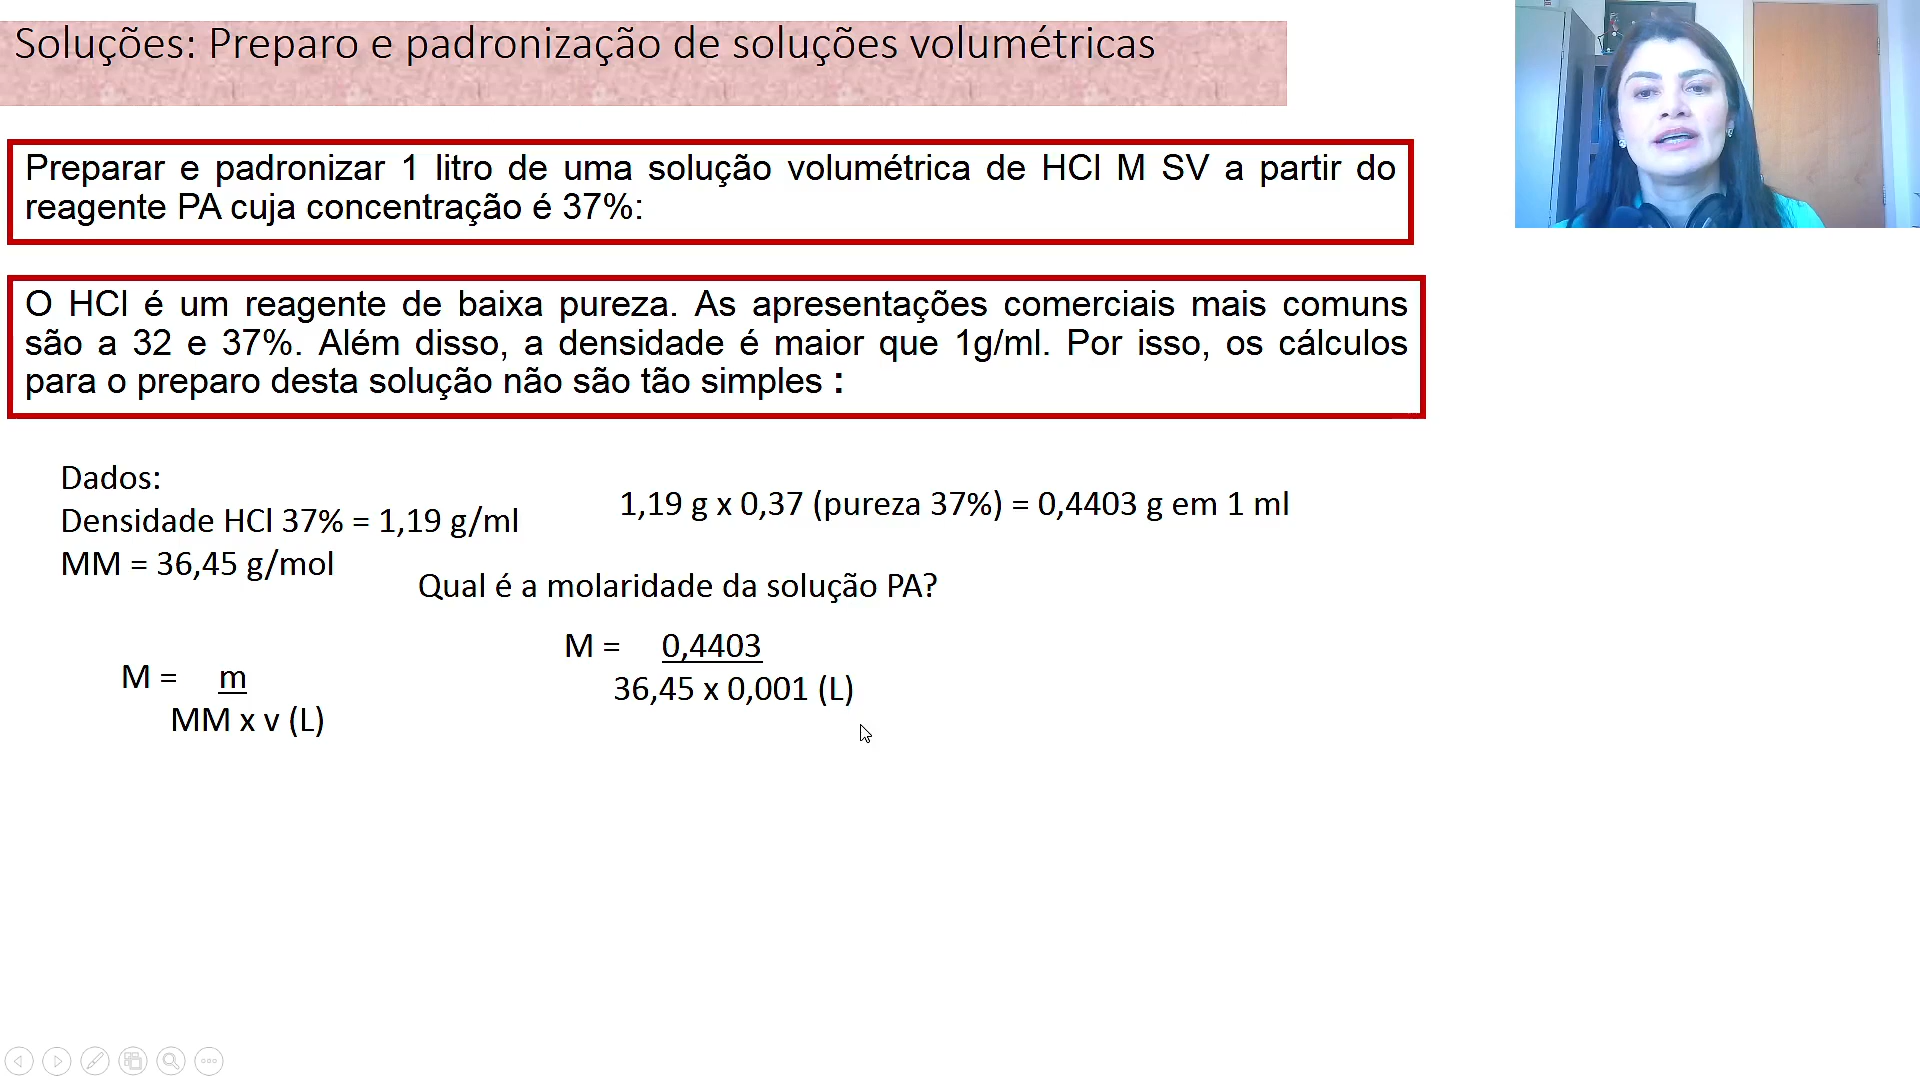 Soluções: Preparo e padronização de soluções volumétricas
Preparar e padronizar 1 litro de uma solução volumétrica de HCl M SV a partir do
reagente PA cuja concentração é 37%:
O HCl é um reagente de baixa pureza. As apresentações comerciais mais comuns
são a 32 e 37%. Além disso, a densidade é maior que 1g/ml. Por isso, os cálculos
para o preparo desta solução não são tão simples :
Dados:
Densidade HCl 37% = 1,19 g/ml
MM = 36,45 g/mol
1,19 g x 0,37 (pureza 37%) = 0,4403 g em 1 ml
Qual é a molaridade da solução PA?
M = m
MM x v (L)
M = 0,4403
36,45 x 0,001 (L)